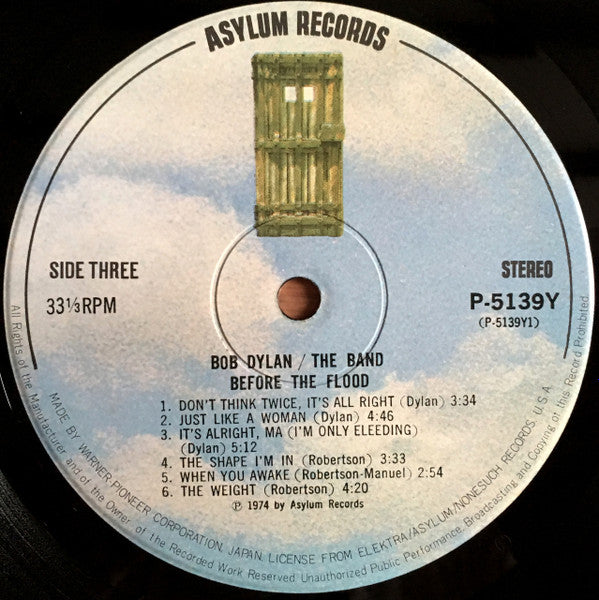 ASYLUM RECORDS
SIDE THREE
33⅓ RPM
STEREO
P-5139Y
(P-5139Y1)
BOB DYLAN / THE BAND
BEFORE THE FLOOD
1. DON'T THINK TWICE, IT'S ALL RIGHT (Dylan) 3:34
2. JUST LIKE A WOMAN (Dylan) 4:46
3. IT'S ALRIGHT, MA (I'M ONLY ELEEDING)
(Dylan) 5:12
4. THE SHAPE I'M IN (Robertson) 3:33
5. WHEN YOU AWAKE (Robertson-Manuel) 2:54
6. THE WEIGHT (Robertson) 4:20
Ⓟ 1974 by Asylum Records
MADE BY WARNER-PIONEER CORPORATION, JAPAN. LICENSE FROM ELEKTRA/ASYLUM/NONESUCH RECORDS, U.S.A.
All Rights of the Manufacturer and of the Owner of the Recorded Work Reserved. Unauthorized Public Performance, Broadcasting and Copying of this Record Prohibited.